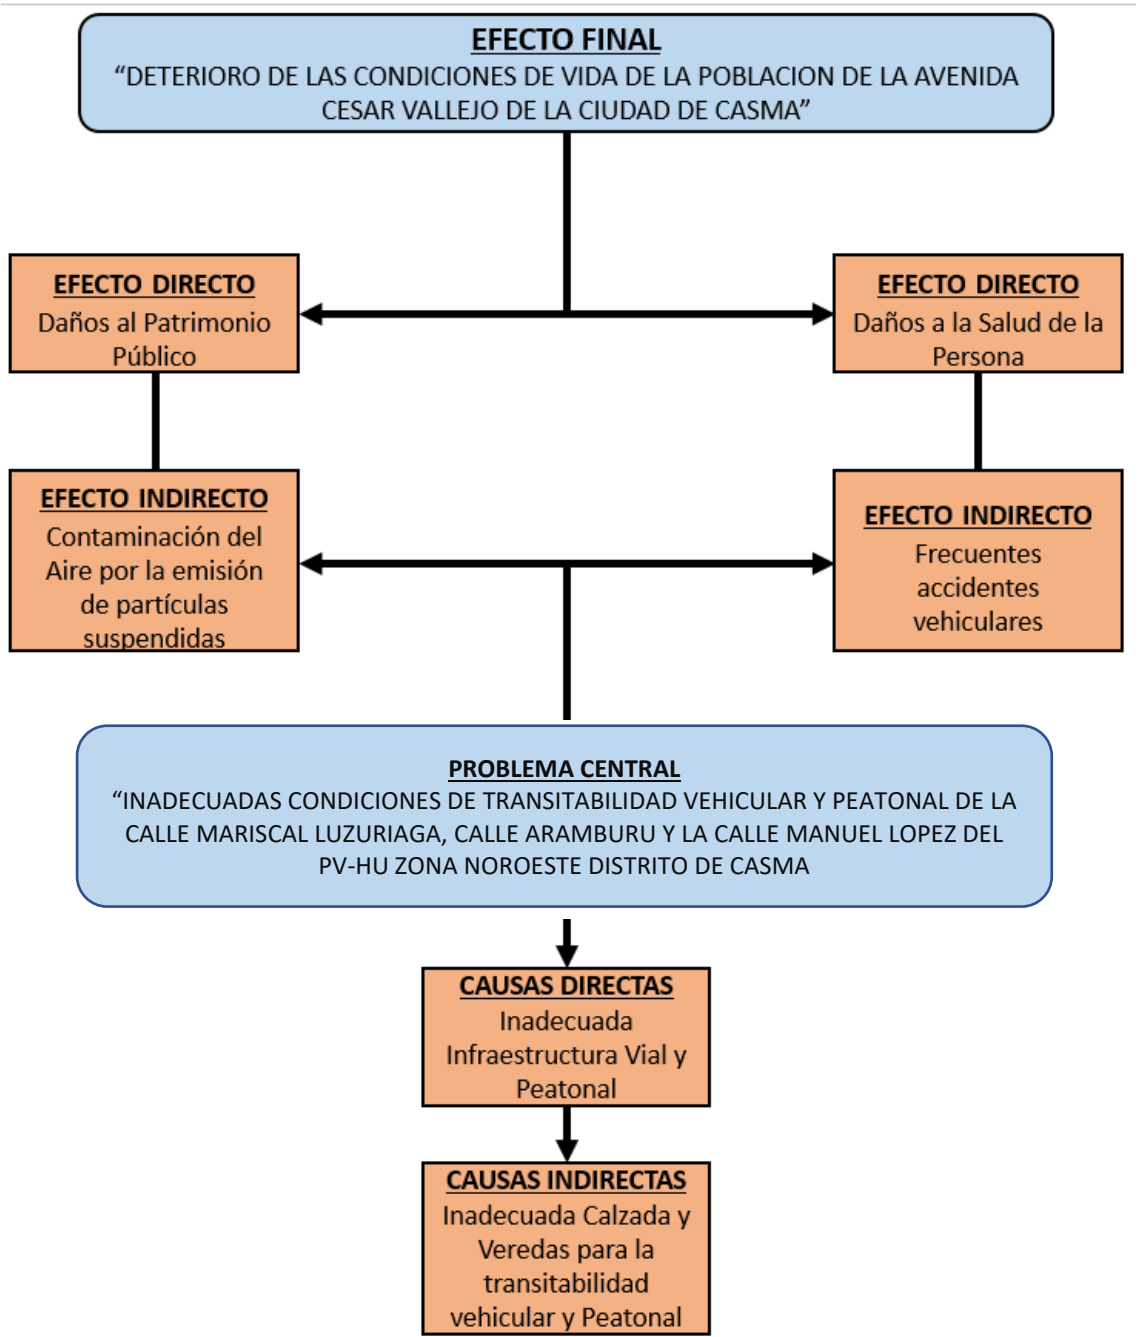 EFECTO FINAL
“DETERIORO DE LAS CONDICIONES DE VIDA DE LA POBLACION DE LA AVENIDA
CESAR VALLEJO DE LA CIUDAD DE CASMA”
EFECTO DIRECTO
Daños al Patrimonio
Público
EFECTO DIRECTO
Daños a la Salud de la
Persona
EFECTO INDIRECTO
Contaminación del
Aire por la emisión
de partículas
suspendidas
EFECTO INDIRECTO
Frecuentes
accidentes
vehiculares
PROBLEMA CENTRAL
“INADECUADAS CONDICIONES DE TRANSITABILIDAD VEHICULAR Y PEATONAL DE LA
CALLE MARISCAL LUZURIAGA, CALLE ARAMBURU Y LA CALLE MANUEL LOPEZ DEL
PV-HU ZONA NOROESTE DISTRITO DE CASMA
CAUSAS DIRECTAS
Inadecuada
Infraestructura Vial y
Peatonal
CAUSAS INDIRECTAS
Inadecuada Calzada y
Veredas para la
transitabilidad
vehicular y Peatonal